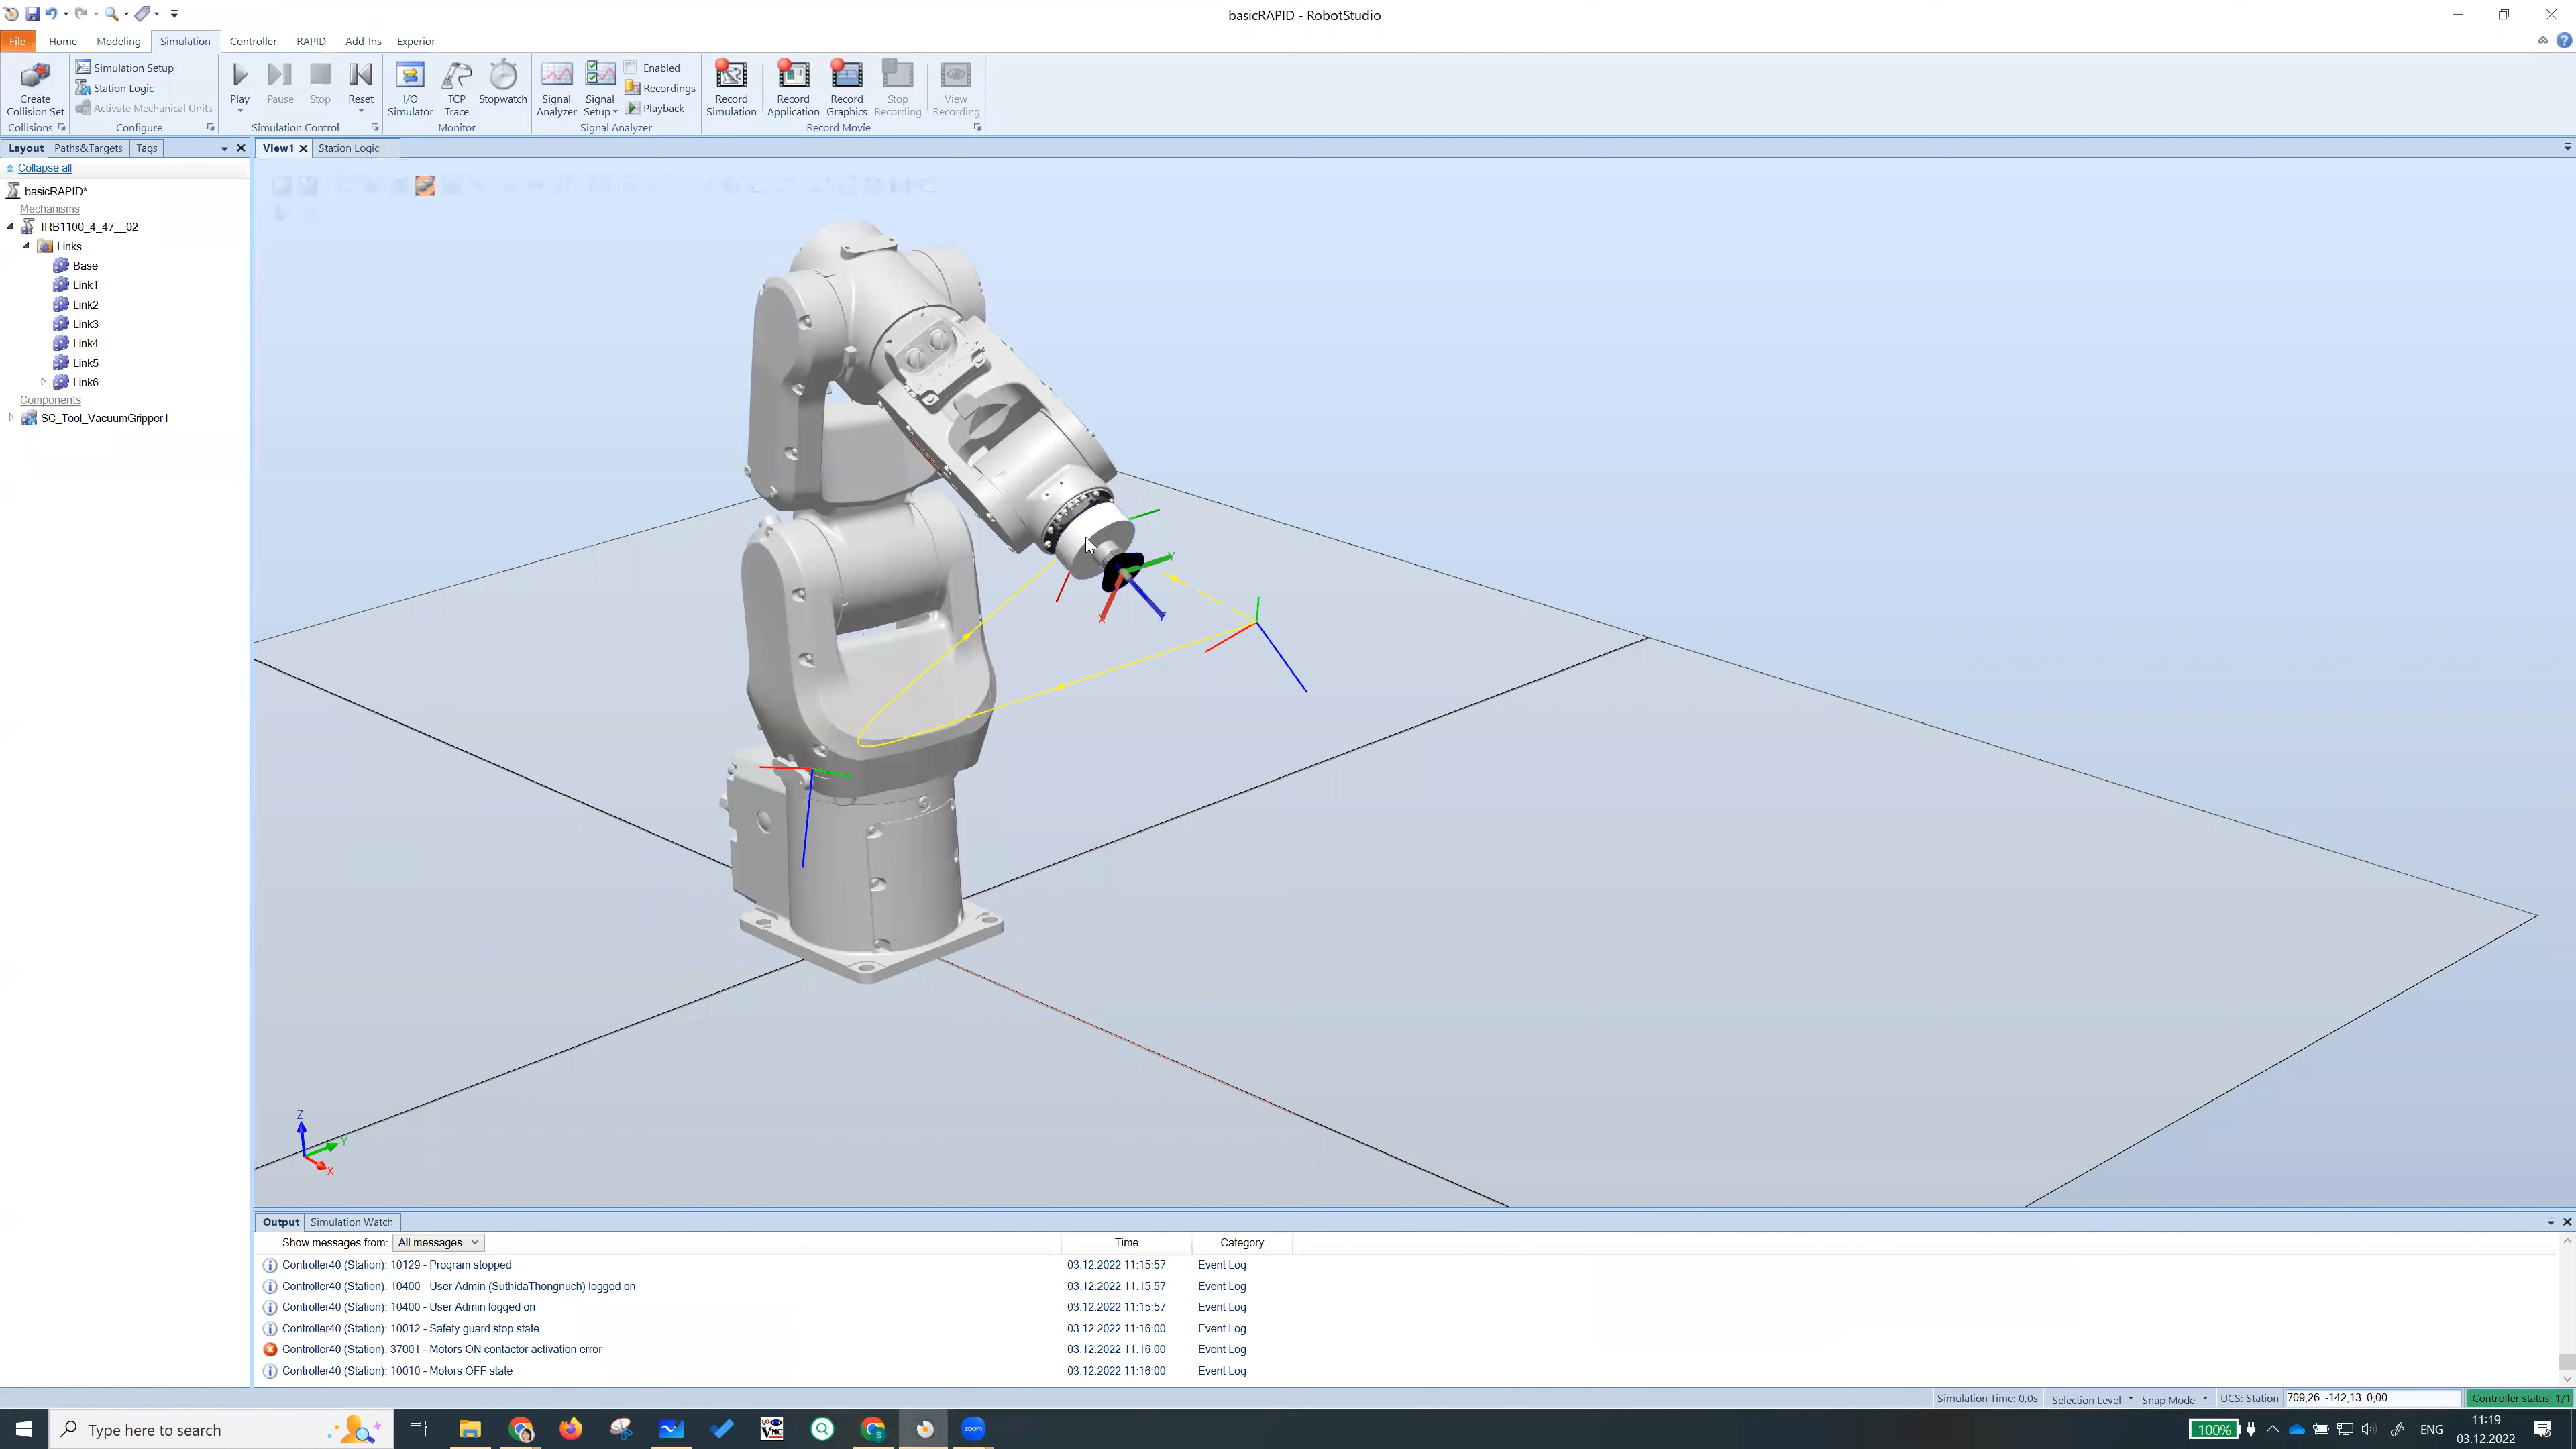 basicRAPID - RobotStudio
File Home Modeling Simulation Controller RAPID Add-Ins Experior
Create Collision Set
Collisions
Simulation Setup
Station Logic
Activate Mechanical Units
Configure
Play Pause Stop Reset
Simulation Control
I/O Simulator
TCP Trace
Stopwatch
Monitor
Signal Analyzer
Signal Setup
Enabled
Recordings
Playback
Signal Analyzer
Record Simulation
Record Application
Record Graphics
Stop Recording
View Recording
Record Movie
Layout Paths&Targets Tags
Collapse all
basicRAPID*
Mechanisms
IRB1100_4_47__02
Links
Base
Link1
Link2
Link3
Link4
Link5
Link6
Components
SC_Tool_VacuumGripper1
View1 Station Logic
Y
X
Z
Z
Y
X
Output Simulation Watch
Show messages from: All messages Time Category
Controller40 (Station): 10129 - Program stopped 03.12.2022 11:15:57 Event Log
Controller40 (Station): 10400 - User Admin (SuthidaThongnuch) logged on 03.12.2022 11:15:57 Event Log
Controller40 (Station): 10400 - User Admin logged on 03.12.2022 11:15:57 Event Log
Controller40 (Station): 10012 - Safety guard stop state 03.12.2022 11:16:00 Event Log
Controller40 (Station): 37001 - Motors ON contactor activation error 03.12.2022 11:16:00 Event Log
Controller40 (Station): 10010 - Motors OFF state 03.12.2022 11:16:00 Event Log
Simulation Time: 0,0s Selection Level Snap Mode UCS: Station 709,26 -142,13 0,00 Controller status: 1/1
Type here to search
VNC
zoom
100%
ENG
11:19
03.12.2022